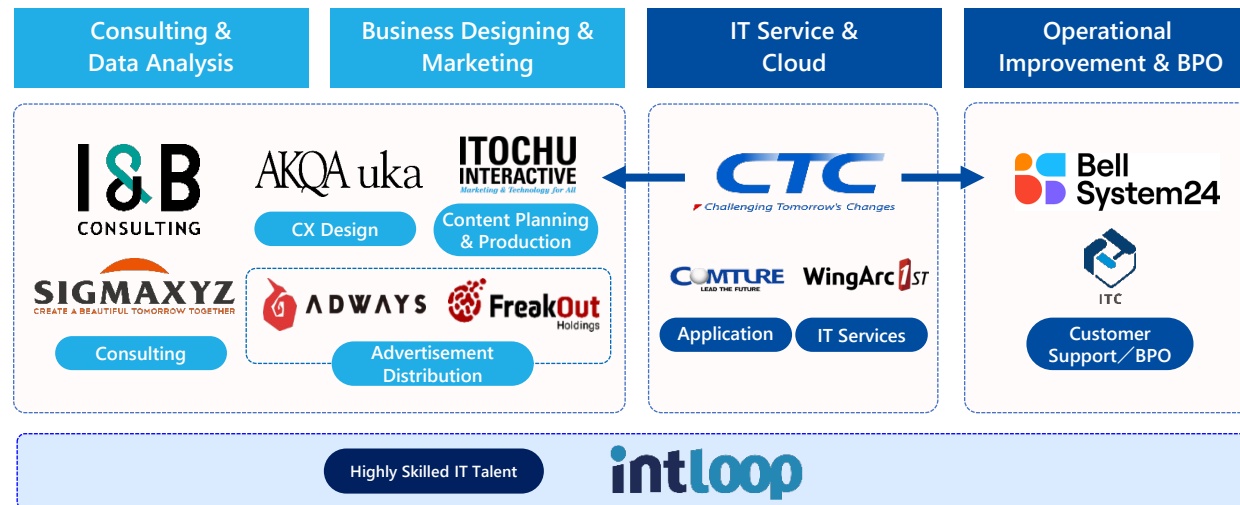 Consulting &
Data Analysis
Business Designing &
Marketing
IT Service &
Cloud
Operational
Improvement & BPO
I&B
CONSULTING
SIGMAXYZ
CREATE A BEAUTIFUL TOMORROW TOGETHER
Consulting
AKQA uka
CX Design
ITOCHU
INTERACTIVE
Marketing & Technology for All
Content Planning
& Production
ADWAYS
FreakOut
Holdings
Advertisement
Distribution
CTC
Challenging Tomorrow's Changes
COMTURE
LEAD THE FUTURE
Application
WingArc1ST
IT Services
Bell
System24
ITC
Customer
Support／BPO
Highly Skilled IT Talent
intloop